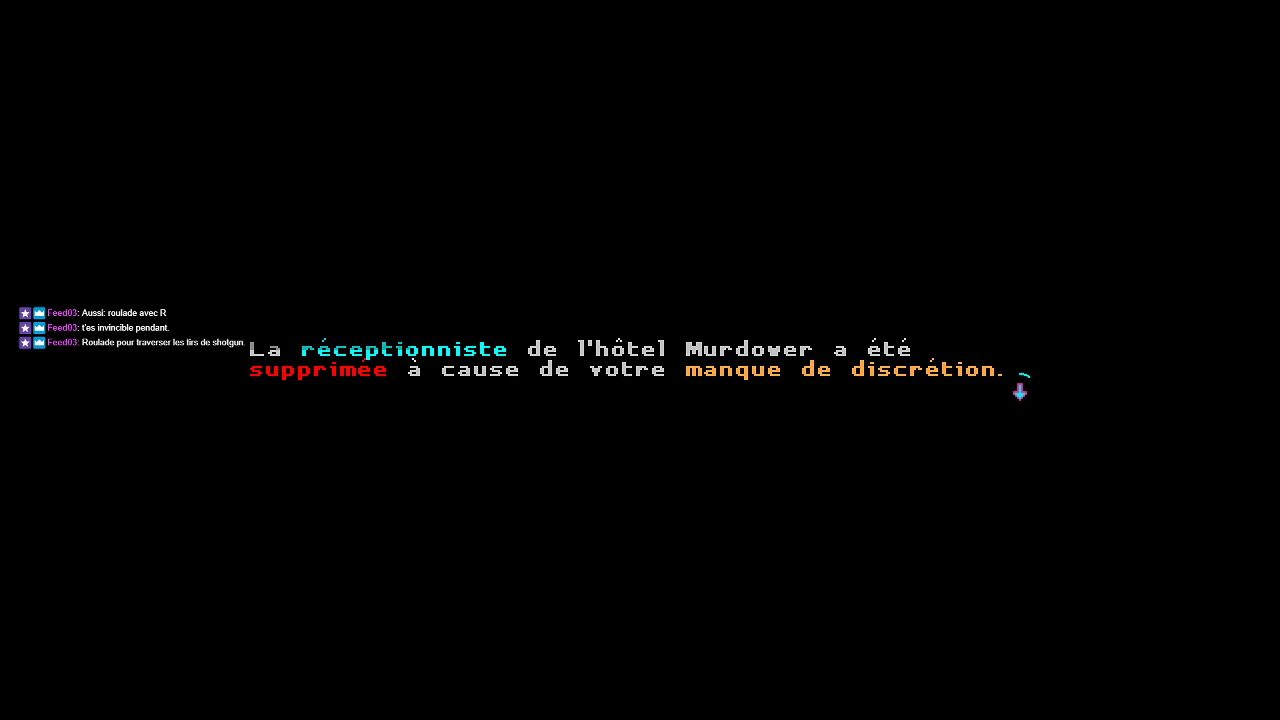 Feed03: Aussi: roulade avec R
Feed03: t'es invincible pendant.
Feed03: Roulade pour traverser les tirs de shotgun.
La réceptionniste de l'hôtel Murdower a été
supprimée à cause de votre manque de discrétion.